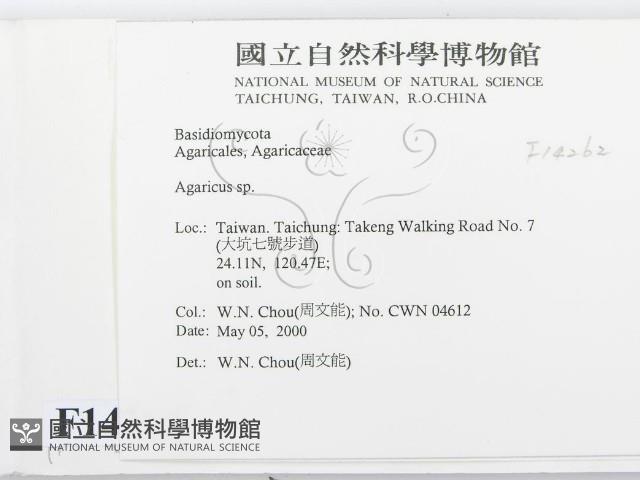 國立自然科學博物館
NATIONAL MUSEUM OF NATURAL SCIENCE
TAICHUNG, TAIWAN, R.O.CHINA
Basidiomycota
Agaricales, Agaricaceae
Agaricus sp.
Loc.: Taiwan. Taichung: Takeng Walking Road No. 7
(大坑七號步道)
24.11N, 120.47E;
on soil.
Col.: W.N. Chou(周文能); No. CWN 04612
Date: May 05, 2000
Det.: W.N. Chou(周文能)
F14
國立自然科學博物館
NATIONAL MUSEUM OF NATURAL SCIENCE